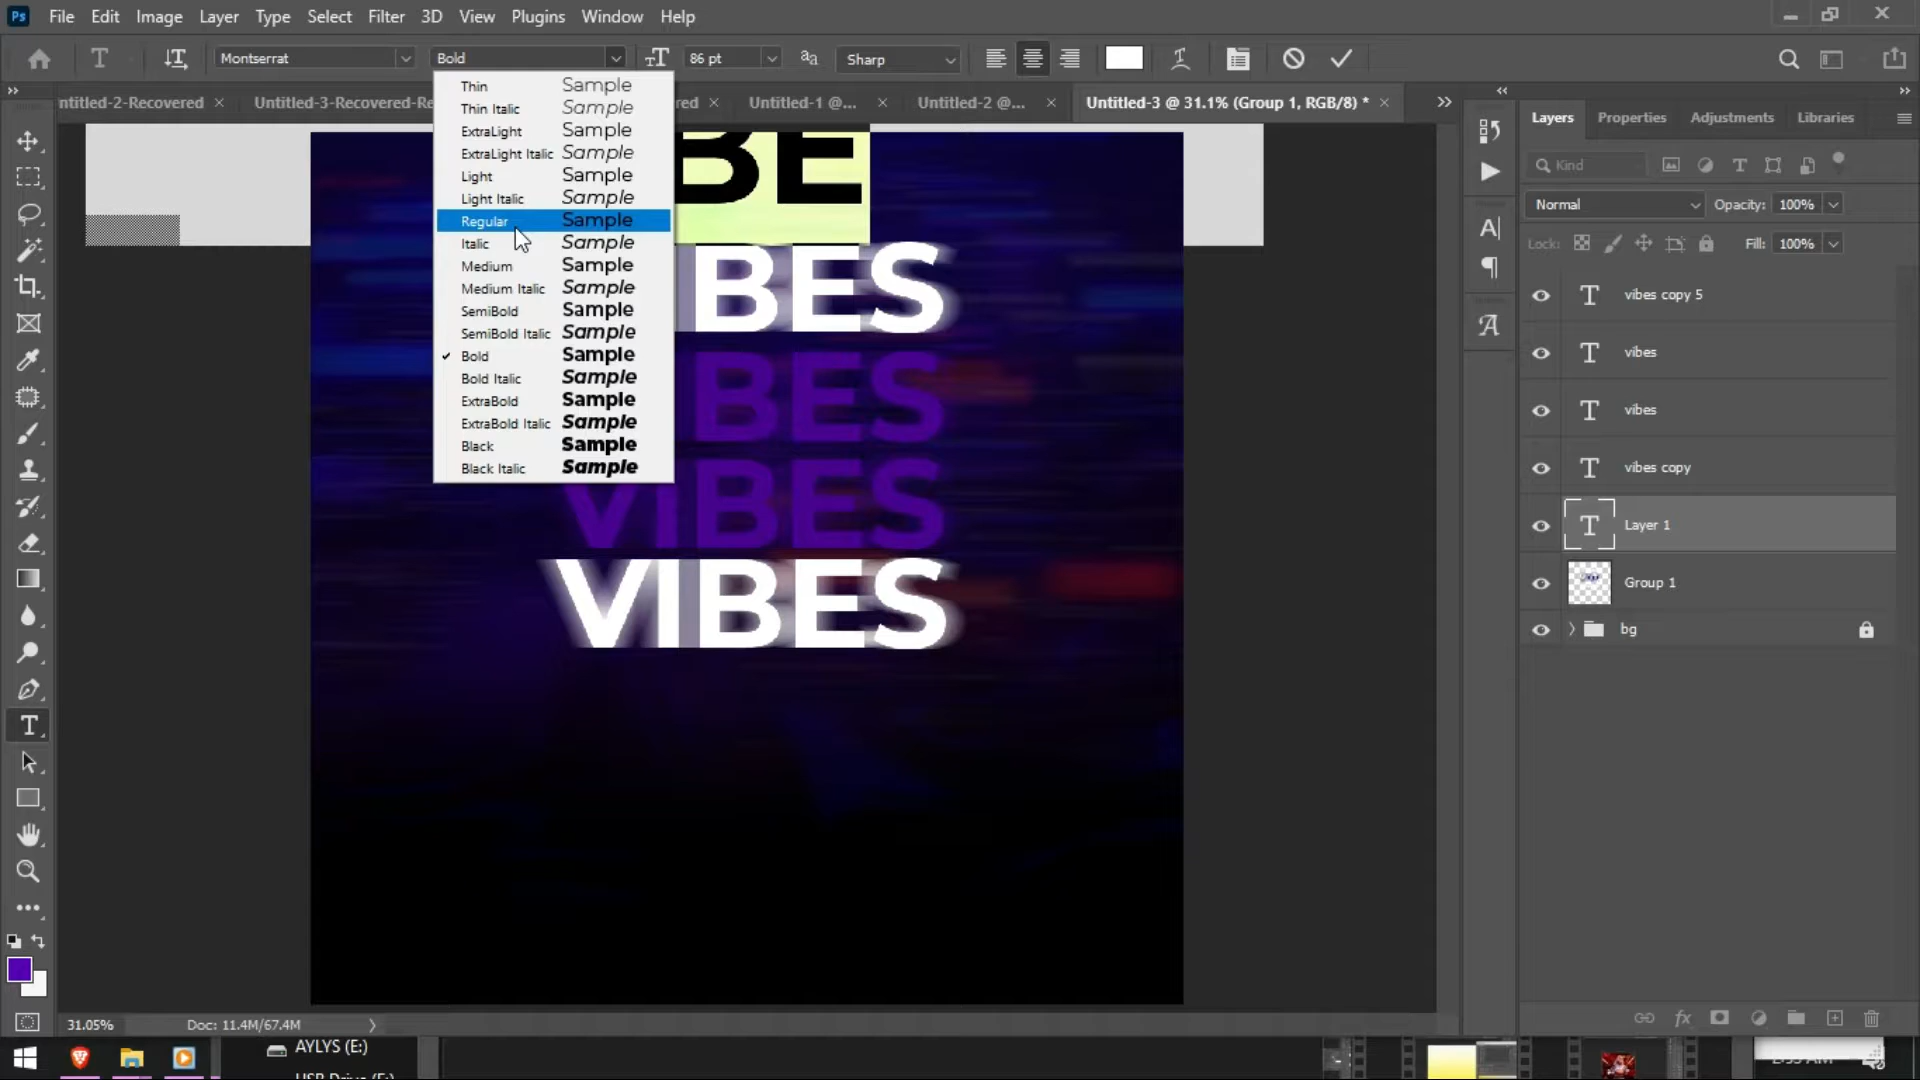 Ps File Edit Image Layer Type Select Filter 3D View Plugins Window Help
T Montserrat Bold 86 pt Sharp
ntitled-2-Recovered × Untitled-3-Recovered-Re red × Untitled-1 @... × Untitled-2 @... × Untitled-3 @ 31.1% (Group 1, RGB/8) * ×
Thin Sample
Thin Italic Sample
ExtraLight Sample
ExtraLight Italic Sample
Light Sample
Light Italic Sample
Regular Sample
Italic Sample
Medium Sample
Medium Italic Sample
SemiBold Sample
SemiBold Italic Sample
Bold Sample
Bold Italic Sample
ExtraBold Sample
ExtraBold Italic Sample
Black Sample
Black Italic Sample
BE
BES
BES
VIBES
VIBES
Layers Properties Adjustments Libraries
Kind
Normal Opacity: 100%
Lock: Fill: 100%
T vibes copy 5
T vibes
T vibes
T vibes copy
T Layer 1
Group 1
bg
31.05% Doc: 11.4M/67.4M
AYLYS (E:)